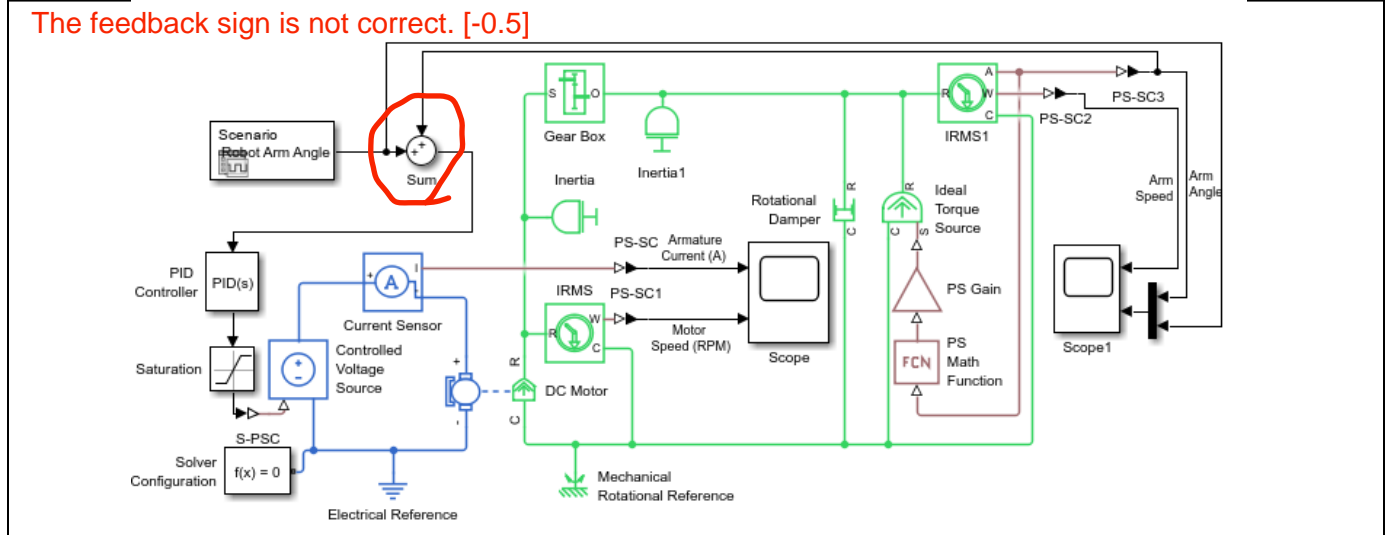 The feedback sign is not correct. [-0.5]
Scenario
Robot Arm Angle
+
+
Sum
S
O
Gear Box
Inertia1
Inertia
R
A
W
C
IRMS1
PS-SC3
PS-SC2
Rotational
Damper
R
C
Ideal
Torque
Source
R
C
S
Arm
Speed
Arm
Angle
PID
Controller
PID(s)
+
A
I
-
Current Sensor
PS-SC
Armature
Current (A)
IRMS
PS-SC1
R
W
C
Motor
Speed (RPM)
Scope
PS Gain
Scope1
Saturation
+
-
Controlled
Voltage
Source
S-PSC
+
-
R
C
DC Motor
FCN
PS
Math
Function
Solver
Configuration
f(x) = 0
Electrical Reference
Mechanical
Rotational Reference